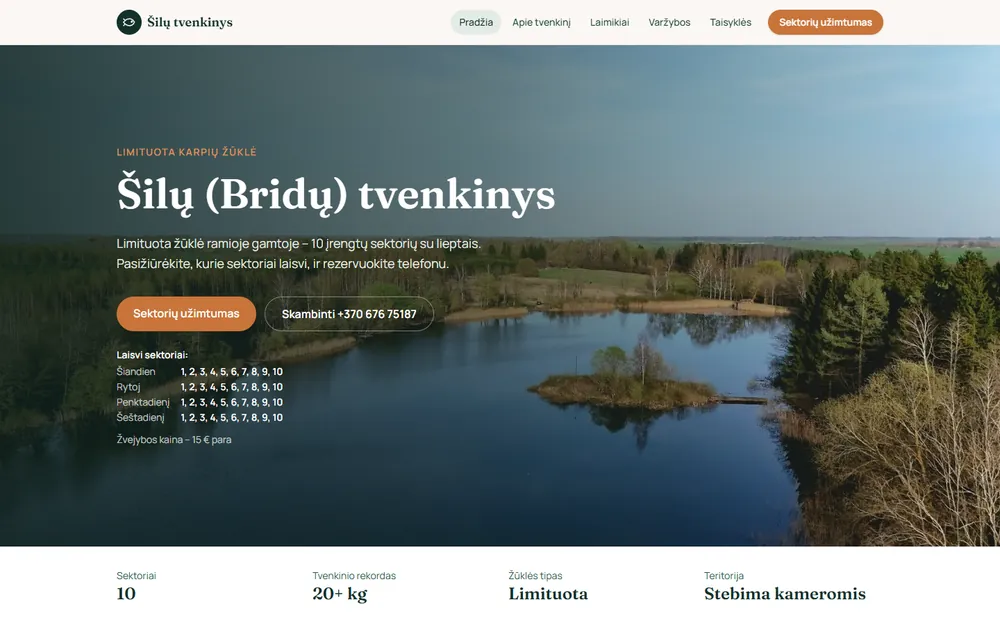 Šilų tvenkinys
Pradžia
Apie tvenkinį
Laimikiai
Varžybos
Taisyklės
Sektorių užimtumas
LIMITUOTA KARPIŲ ŽŪKLĖ
Šilų (Bridų) tvenkinys
Limituota žūklė ramioje gamtoje – 10 įrengtų sektorių su lieptais.
Pasižiūrėkite, kurie sektoriai laisvi, ir rezervuokite telefonu.
Sektorių užimtumas
Skambinti +370 676 75187
Laisvi sektoriai:
Šiandien 1, 2, 3, 4, 5, 6, 7, 8, 9, 10
Rytoj 1, 2, 3, 4, 5, 6, 7, 8, 9, 10
Penktadienį 1, 2, 3, 4, 5, 6, 7, 8, 9, 10
Šeštadienį 1, 2, 3, 4, 5, 6, 7, 8, 9, 10
Žvejybos kaina – 15 € para
Sektoriai
10
Tvenkinio rekordas
20+ kg
Žūklės tipas
Limituota
Teritorija
Stebima kameromis